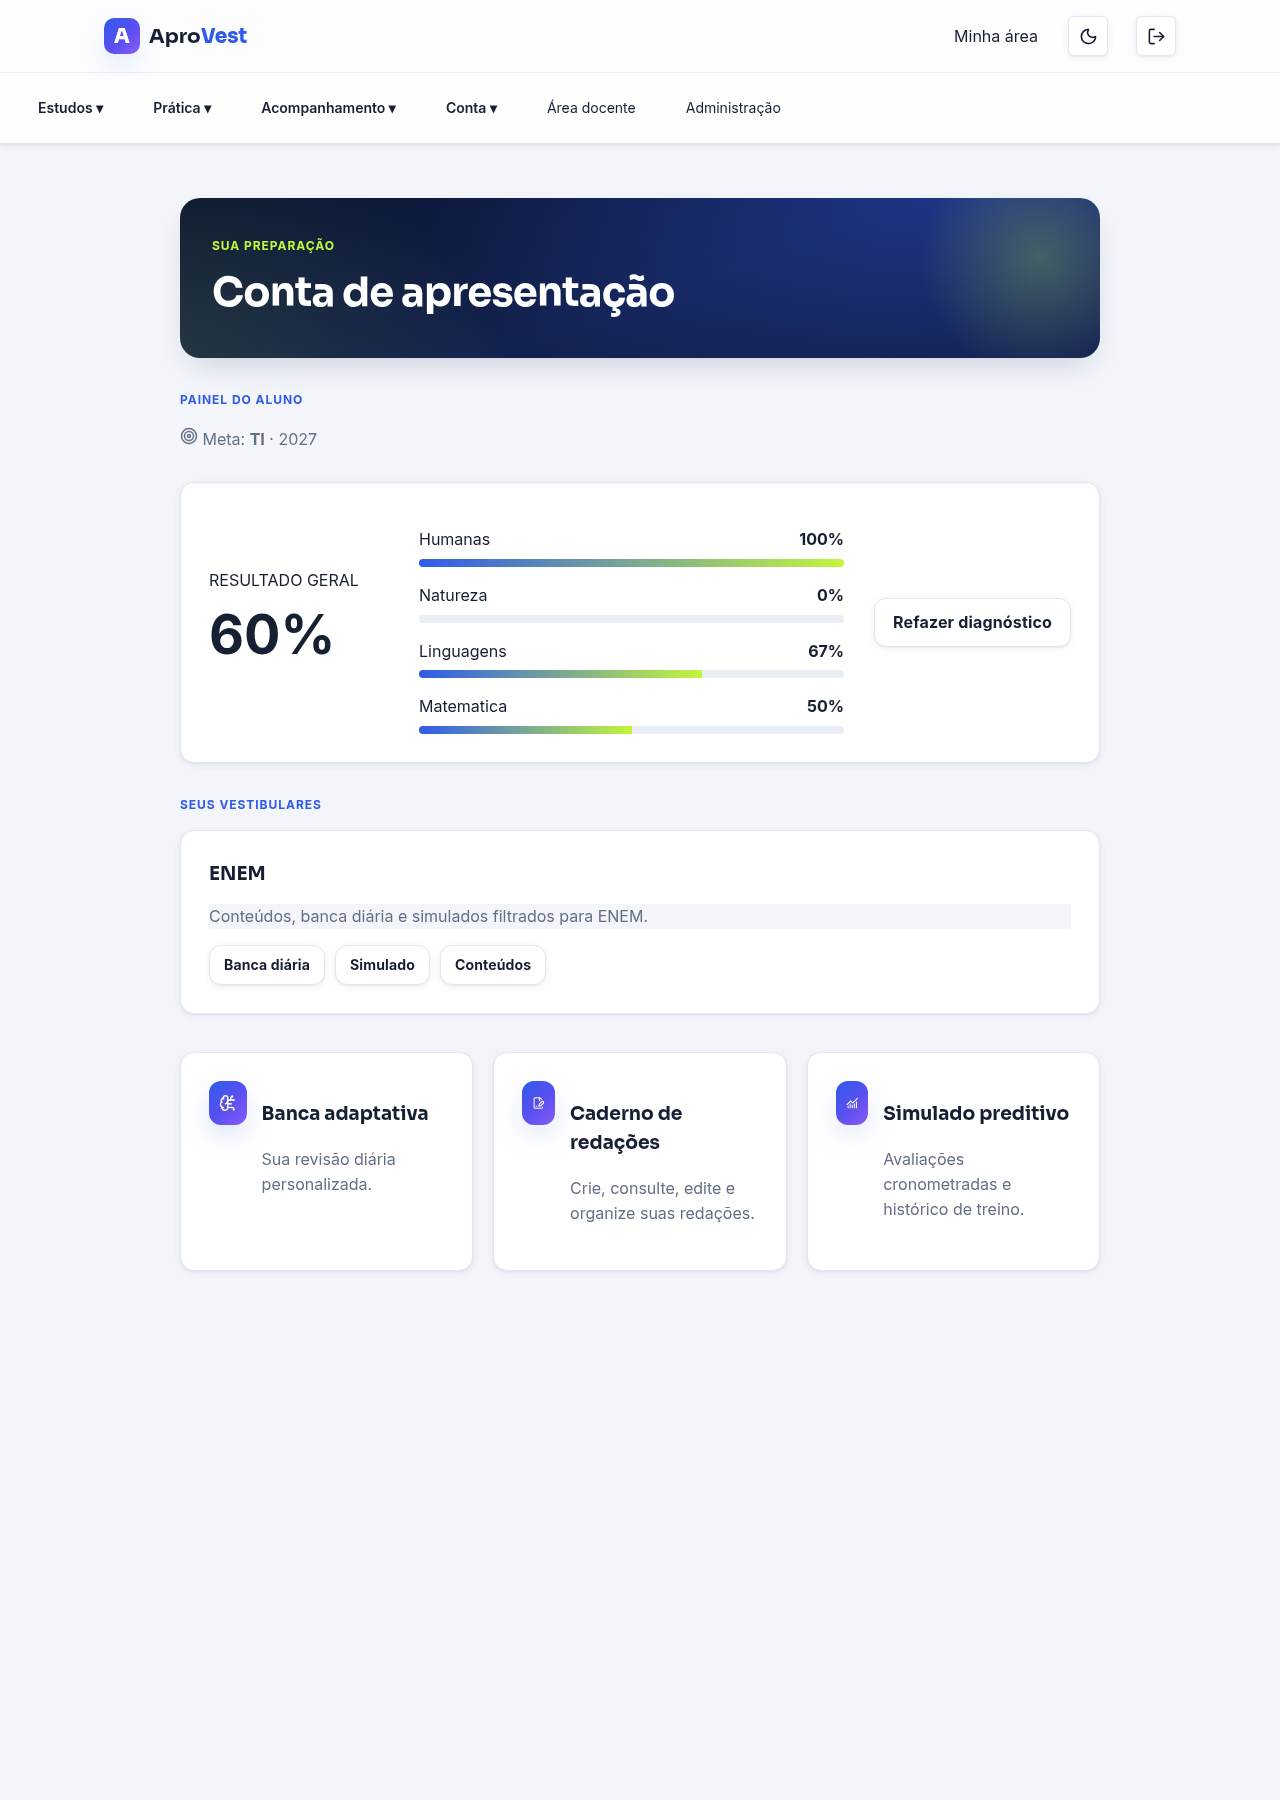 A AproVest
Minha área
Estudos ▾ Prática ▾ Acompanhamento ▾ Conta ▾ Área docente Administração
SUA PREPARAÇÃO
Conta de apresentação
PAINEL DO ALUNO
Meta: TI · 2027
RESULTADO GERAL
60%
Humanas 100%
Natureza 0%
Linguagens 67%
Matematica 50%
Refazer diagnóstico
SEUS VESTIBULARES
ENEM
Conteúdos, banca diária e simulados filtrados para ENEM.
Banca diária Simulado Conteúdos
Banca adaptativa
Sua revisão diária
personalizada.
Caderno de
redações
Crie, consulte, edite e
organize suas redações.
Simulado preditivo
Avaliações
cronometradas e
histórico de treino.